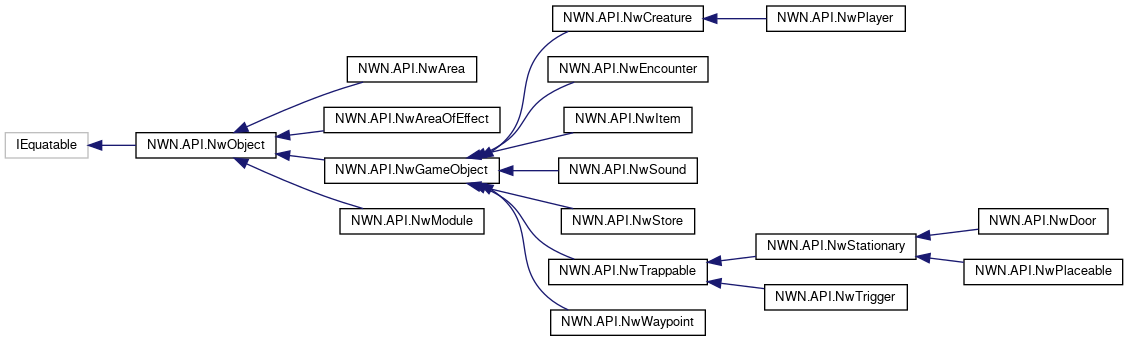 NWN.API.NwCreature
NWN.API.NwPlayer
NWN.API.NwArea
NWN.API.NwEncounter
NWN.API.NwAreaOfEffect
NWN.API.NwItem
IEquatable
NWN.API.NwObject
NWN.API.NwGameObject
NWN.API.NwSound
NWN.API.NwModule
NWN.API.NwStore
NWN.API.NwDoor
NWN.API.NwStationary
NWN.API.NwTrappable
NWN.API.NwPlaceable
NWN.API.NwTrigger
NWN.API.NwWaypoint